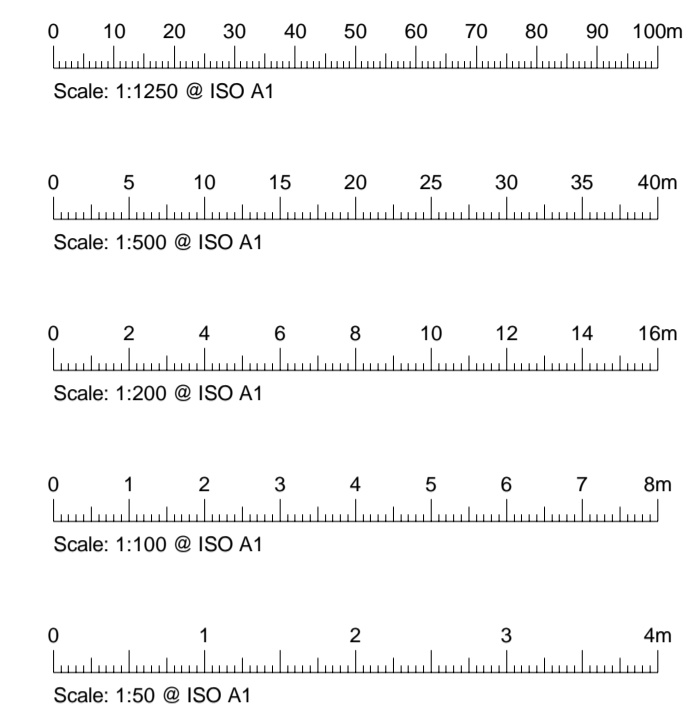 0 10 20 30 40 50 60 70 80 90 100m
Scale: 1:1250 @ ISO A1
0 5 10 15 20 25 30 35 40m
Scale: 1:500 @ ISO A1
0 2 4 6 8 10 12 14 16m
Scale: 1:200 @ ISO A1
0 1 2 3 4 5 6 7 8m
Scale: 1:100 @ ISO A1
0 1 2 3 4m
Scale: 1:50 @ ISO A1